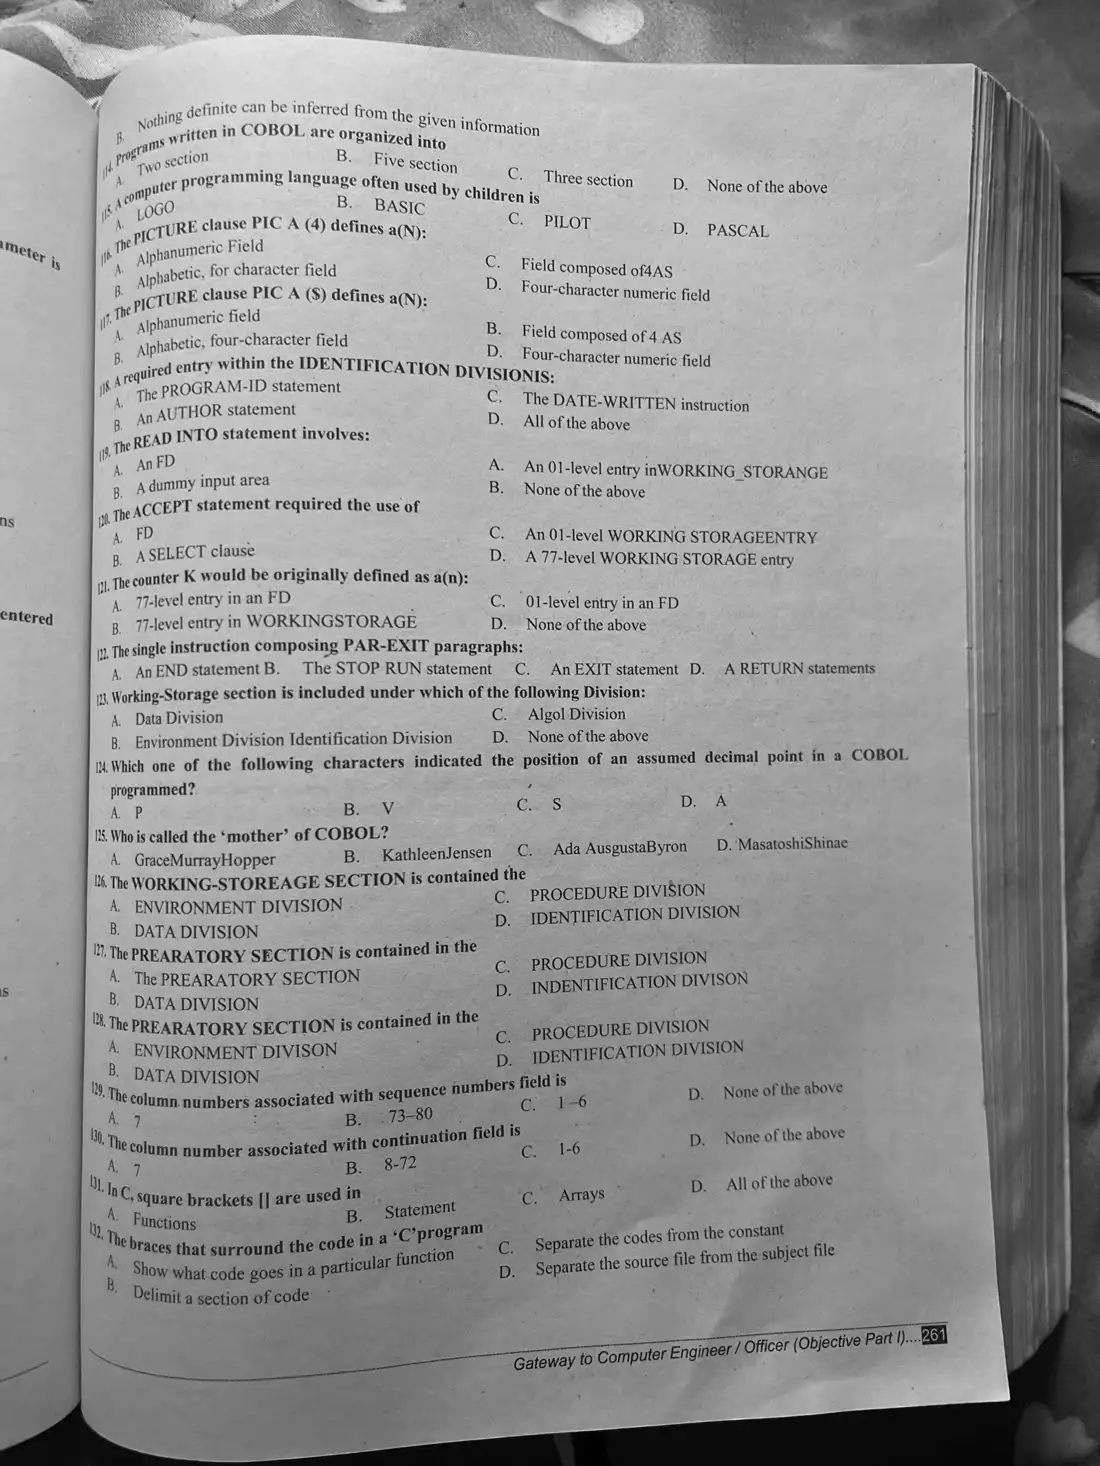 B. Nothing definite can be inferred from the given information
114. Programs written in COBOL are organized into
A. Two section B. Five section C. Three section D. None of the above
115. A computer programming language often used by children is
A. LOGO B. BASIC C. PILOT D. PASCAL
116. The PICTURE clause PIC A (4) defines a(N):
A. Alphanumeric Field C. Field composed of4AS
B. Alphabetic, for character field D. Four-character numeric field
117. The PICTURE clause PIC A ($) defines a(N):
A. Alphanumeric field B. Field composed of 4 AS
B. Alphabetic, four-character field D. Four-character numeric field
118. A required entry within the IDENTIFICATION DIVISIONIS:
A. The PROGRAM-ID statement C. The DATE-WRITTEN instruction
B. An AUTHOR statement D. All of the above
119. The READ INTO statement involves:
A. An FD A. An 01-level entry inWORKING_STORANGE
B. A dummy input area B. None of the above
120. The ACCEPT statement required the use of
A. FD C. An 01-level WORKING STORAGEENTRY
B. A SELECT clause D. A 77-level WORKING STORAGE entry
121. The counter K would be originally defined as a(n):
A. 77-level entry in an FD C. 01-level entry in an FD
B. 77-level entry in WORKINGSTORAGE D. None of the above
122. The single instruction composing PAR-EXIT paragraphs:
A. An END statement B. The STOP RUN statement C. An EXIT statement D. A RETURN statements
123. Working-Storage section is included under which of the following Division:
A. Data Division C. Algol Division
B. Environment Division Identification Division D. None of the above
124. Which one of the following characters indicated the position of an assumed decimal point in a COBOL
programmed?
A. P B. V C. S D. A
125. Who is called the ‘mother’ of COBOL?
A. GraceMurrayHopper B. KathleenJensen C. Ada AusgustaByron D. MasatoshiShinae
126. The WORKING-STOREAGE SECTION is contained the
A. ENVIRONMENT DIVISION C. PROCEDURE DIVISION
B. DATA DIVISION D. IDENTIFICATION DIVISION
127. The PREARATORY SECTION is contained in the
A. The PREARATORY SECTION C. PROCEDURE DIVISION
B. DATA DIVISION D. INDENTIFICATION DIVISON
128. The PREARATORY SECTION is contained in the
A. ENVIRONMENT DIVISON C. PROCEDURE DIVISION
B. DATA DIVISION D. IDENTIFICATION DIVISION
129. The column numbers associated with sequence numbers field is
A. 7 B. 73–80 C. 1–6 D. None of the above
130. The column number associated with continuation field is
A. 7 B. 8-72 C. 1-6 D. None of the above
131. In C, square brackets [] are used in
A. Functions B. Statement C. Arrays D. All of the above
132. The braces that surround the code in a ‘C’program
A. Show what code goes in a particular function C. Separate the codes from the constant
B. Delimit a section of code D. Separate the source file from the subject file
Gateway to Computer Engineer / Officer (Objective Part I)....261
meter is
ns
entered
s